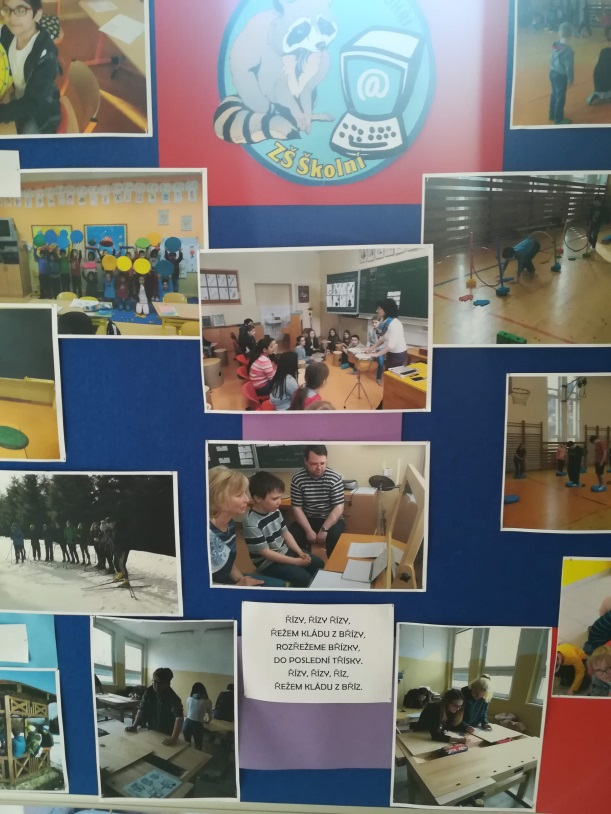 ZŠ Školní
@
ŘÍZY, ŘÍZY ŘÍZY,
ŘEŽEM KLÁDU Z BŘÍZY,
ROZŘEŽEME BŘÍZKY,
DO POSLEDNÍ TŘÍSKY.
ŘÍZY, ŘÍZY, ŘÍZ,
ŘEŽEM KLÁDU Z BŘÍZ.